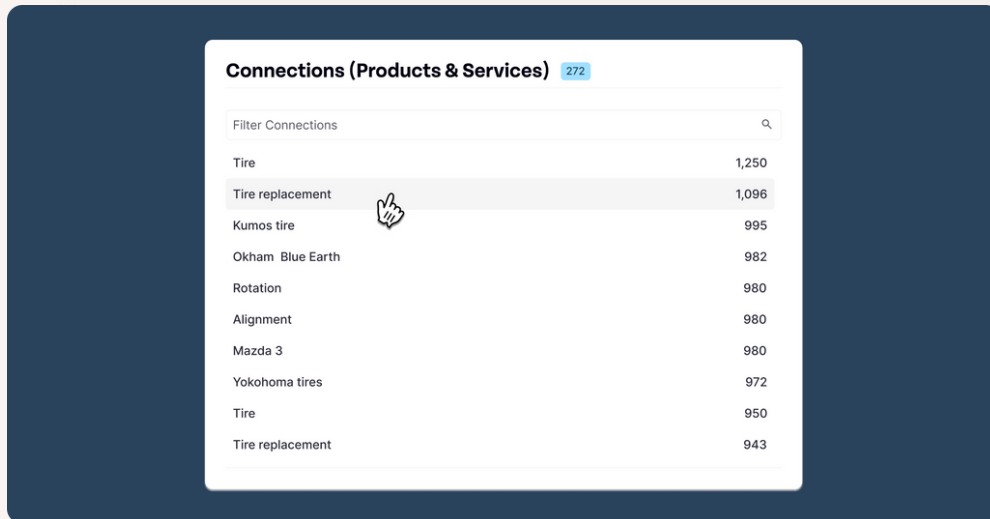 Connections (Products & Services) 272
Filter Connections
Tire 1,250
Tire replacement 1,096
Kumos tire 995
Okham Blue Earth 982
Rotation 980
Alignment 980
Mazda 3 980
Yokohoma tires 972
Tire 950
Tire replacement 943